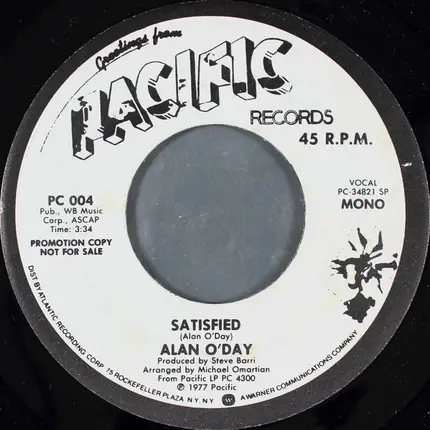 Greetings from
PACIFIC
RECORDS
45 R.P.M.
PC 004
Pub., WB Music
Corp., ASCAP
Time: 3:34
PROMOTION COPY
NOT FOR SALE
VOCAL
PC-34821 SP
MONO
SATISFIED
(Alan O'Day)
ALAN O'DAY
Produced by Steve Barri
Arranged by Michael Omartian
From Pacific LP PC 4300
℗ 1977 Pacific
DIST BY ATLANTIC RECORDING CORP 75 ROCKEFELLER PLAZA N.Y. N.Y. W A WARNER COMMUNICATIONS COMPANY